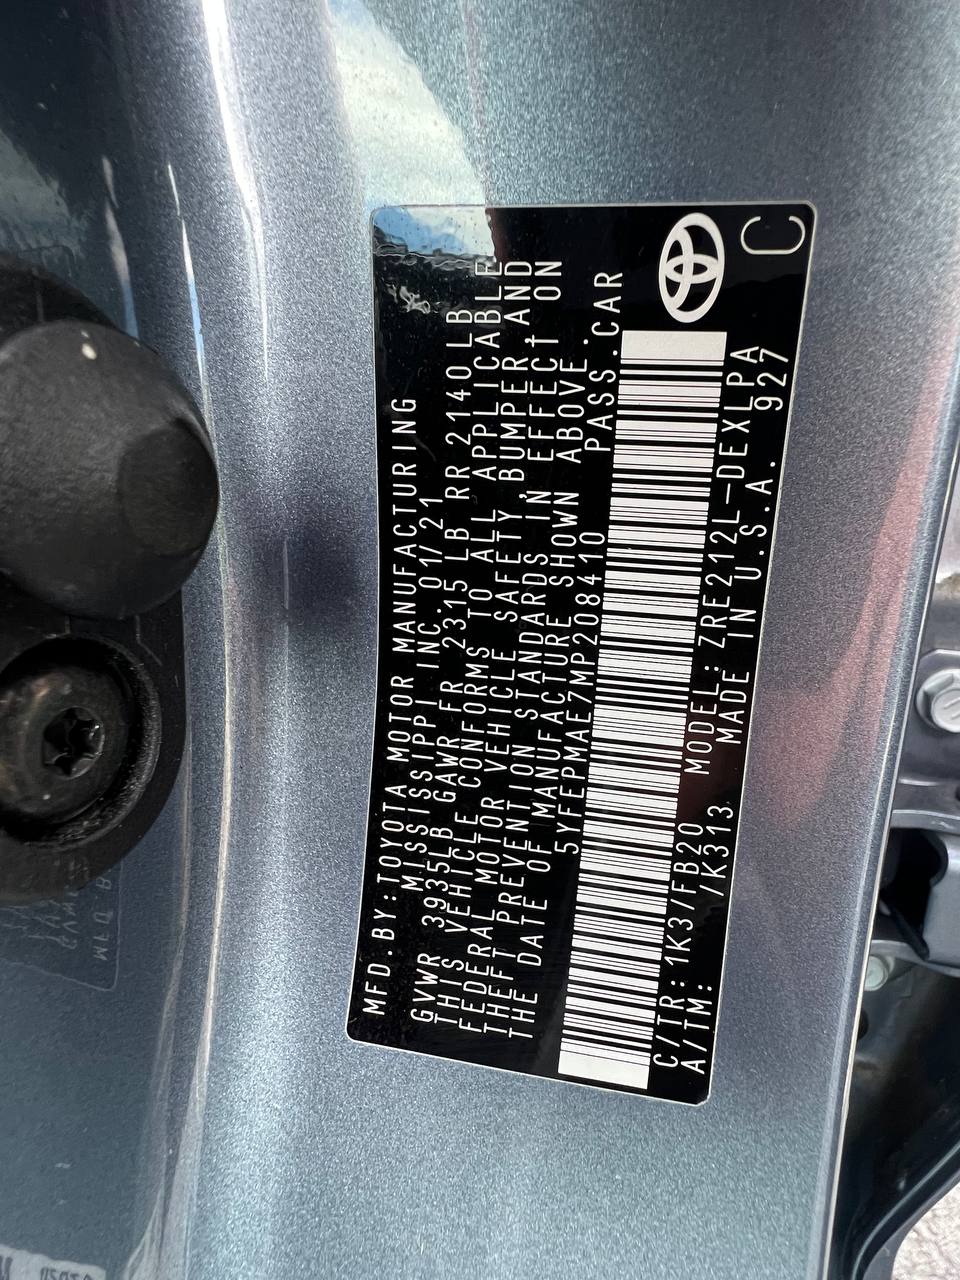 MFD.BY:TOYOTA MOTOR MANUFACTURING
,MISSISSIPPI,INC. 01/21
GVWR 3935LB GAWR FR 2315 LB RR 2140LB
THIS VEHICLE CONFORMS TO ALL APPLICABLE
FEDERAL MOTOR VEHICLE SAFETY,BUMPER,AND
THEFT PREVENTION STANDARDS IN EFFECT ON
THE DATE OF MANUFACTURE SHOWN ABOVE.
5YFEPMAE7MP208410 PASS.CAR
C/TR: 1K3/FB20 MODEL: ZRE212L-DEXLPA
A/TM: /K313 MADE IN U.S.A. 927
C